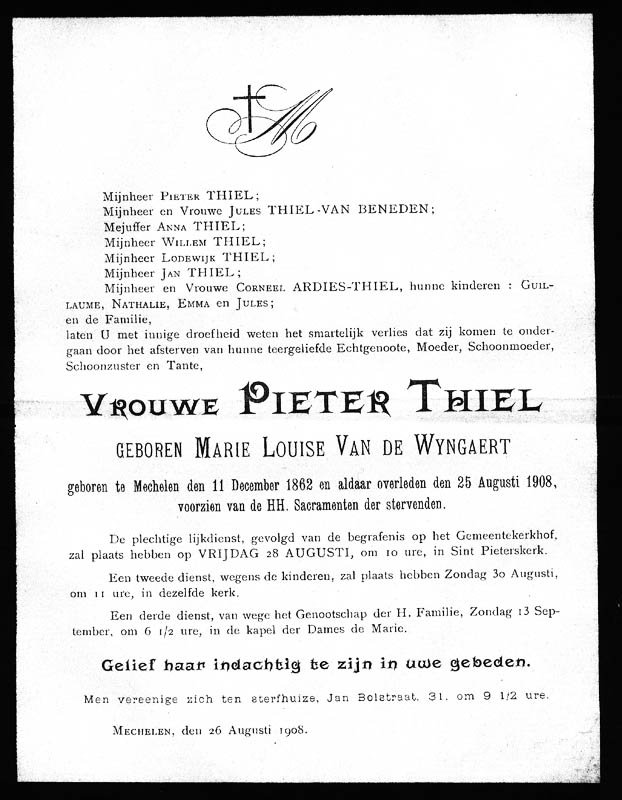 M
Mijnheer Pieter THIEL;
Mijnheer en Vrouwe Jules THIEL-VAN BENEDEN;
Mejuffer Anna THIEL;
Mijnheer Willem THIEL;
Mijnheer Lodewijk THIEL;
Mijnheer Jan THIEL;
Mijnheer en Vrouwe Corneel ARDIES-THIEL, hunne kinderen : Guil-
laume, Nathalie, Emma en Jules;
en de Familie,
laten U met innige droefheid weten het smartelijk verlies dat zij komen te onder-
gaan door het afsterven van hunne teergeliefde Echtgenoote, Moeder, Schoonmoeder,
Schoonzuster en Tante,
Vrouwe Pieter Thiel
geboren Marie Louise Van de Wyngaert
geboren te Mechelen den 11 December 1862 en aldaar overleden den 25 Augusti 1908,
voorzien van de HH. Sacramenten der stervenden.
De plechtige lijkdienst, gevolgd van de begrafenis op het Gemeentekerkhof,
zal plaats hebben op VRIJDAG 28 AUGUSTI, om 10 ure, in Sint Pieterskerk.
Een tweede dienst, wegens de kinderen, zal plaats hebben Zondag 30 Augusti,
om 11 ure, in dezelfde kerk.
Een derde dienst, van wege het Genootschap der H. Familie, Zondag 13 Sep-
tember, om 6 1/2 ure, in de kapel der Dames de Marie.
Gelief haar indachtig te zijn in uwe gebeden.
Men vereenige zich ten sterfhuize, Jan Bolstraat, 31. om 9 1/2 ure.
Mechelen, den 26 Augusti 1908.